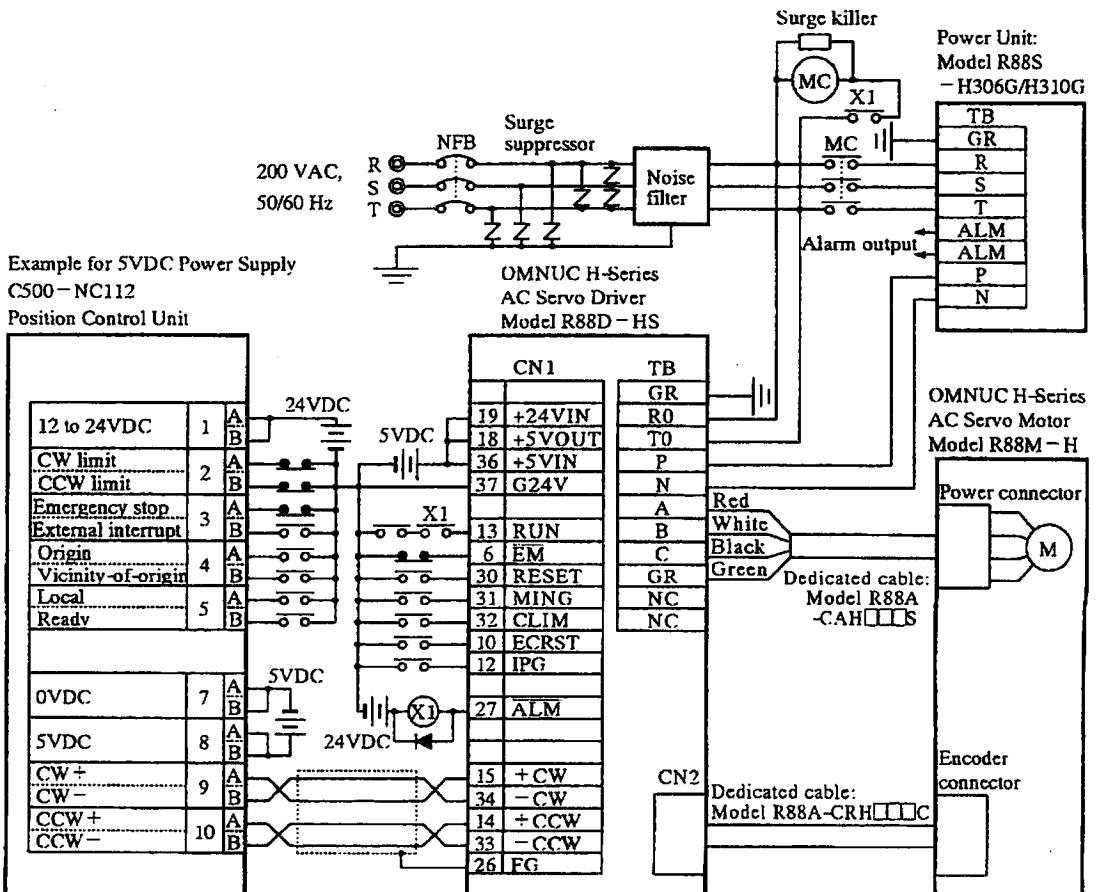 Surge killer
MC
X1
Power Unit:
Model R88S
－H306G/H310G
TB
GR
R
S
T
ALM
ALM
P
N
Alarm output
200 VAC,
50/60 Hz
R
S
T
NFB
Surge
suppressor
Noise
filter
MC
Example for 5VDC Power Supply
C500－NC112
Position Control Unit
12 to 24VDC 1 A B
CW limit 2 A
CCW limit B
Emergency stop 3 A
External interrupt B
Origin 4 A
Vicinity-of-origin B
Local 5 A
Ready B
0VDC 7 A B
5VDC 8 A B
CW＋ 9 A
CW－ B
CCW＋ 10 A
CCW－ B
24VDC
5VDC
5VDC
X1
X1
24VDC
OMNUC H-Series
AC Servo Driver
Model R88D－HS
CN1
19 +24VIN
18 +5VOUT
36 +5VIN
37 G24V
13 RUN
6 E̅M̅
30 RESET
31 MING
32 CLIM
10 ECRST
12 IPG
27 A̅L̅M̅
15 +CW
34 −CW
14 +CCW
33 −CCW
26 FG
TB
GR
R0
T0
P
N
A
B
C
GR
NC
NC
Red
White
Black
Green
Dedicated cable:
Model R88A
-CAH□□□S
CN2
Dedicated cable:
Model R88A-CRH□□□C
OMNUC H-Series
AC Servo Motor
Model R88M－H
Power connector
M
Encoder
connector